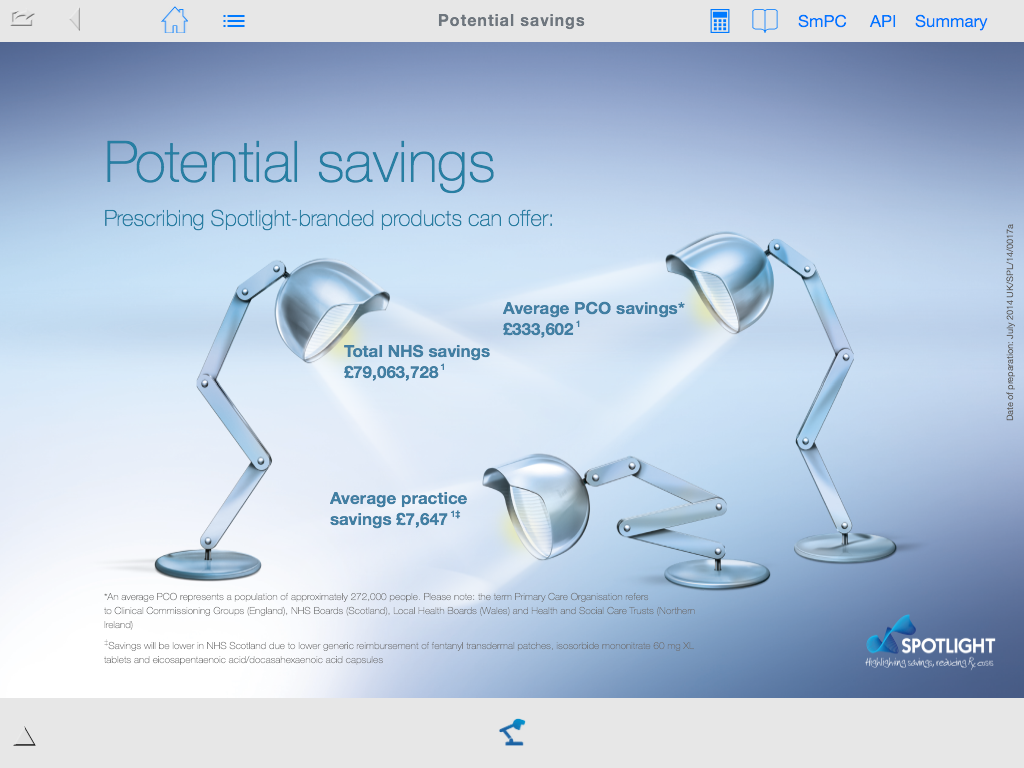 Potential savings
SmPC
API
Summary
Potential savings
Prescribing Spotlight-branded products can offer:
Average PCO savings*
£333,602 1
Total NHS savings
£79,063,728 1
Average practice
savings £7,647 1‡
*An average PCO represents a population of approximately 272,000 people. Please note: the term Primary Care Organisation refers
to Clinical Commissioning Groups (England), NHS Boards (Scotland), Local Health Boards (Wales) and Health and Social Care Trusts (Northern
Ireland)
‡Savings will be lower in NHS Scotland due to lower generic reimbursement of fentanyl transdermal patches, isosorbide mononitrate 60 mg XL
tablets and eicosapentaenoic acid/docasahexaenoic acid capsules
Date of preparation: July 2014 UK/SPL/14/0017a
SPOTLIGHT
Highlighting savings, reducing Rx costs